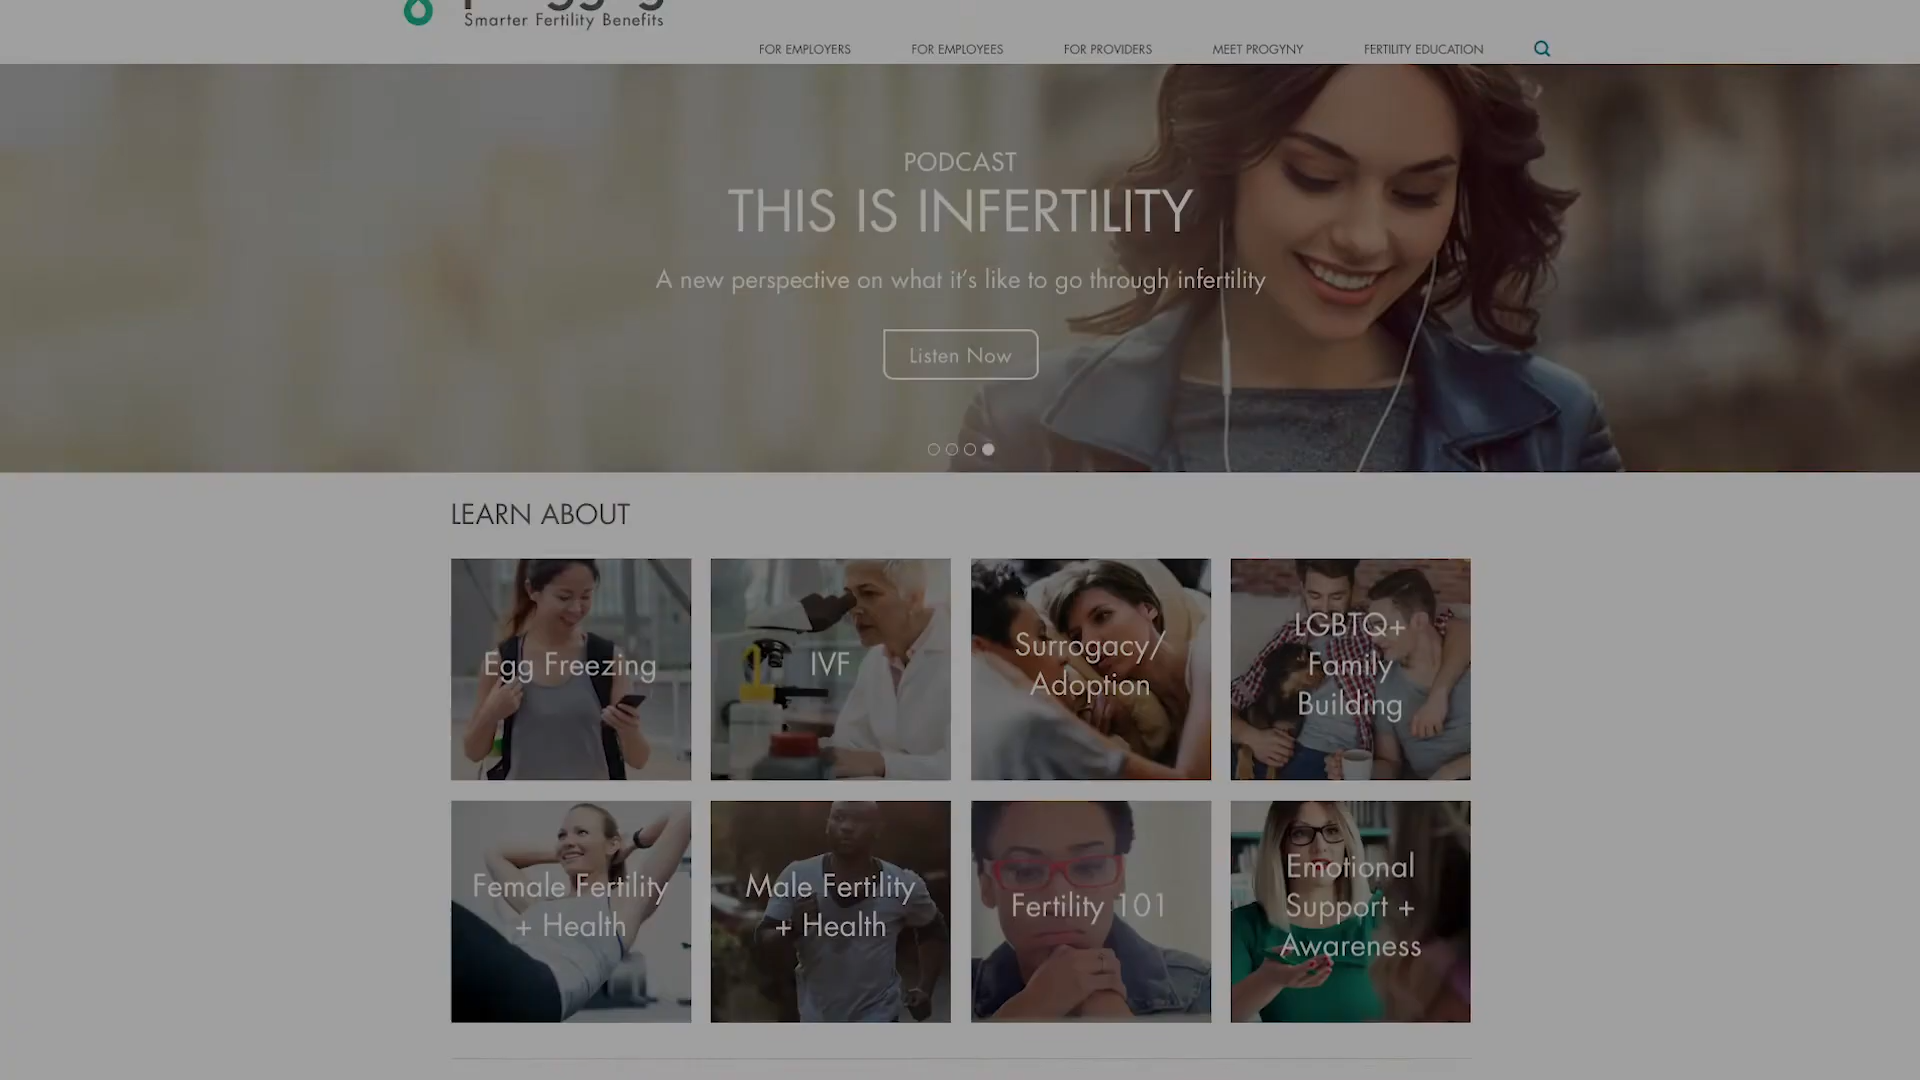 Smarter Fertility Benefits
FOR EMPLOYERS FOR EMPLOYEES FOR PROVIDERS MEET PROGYNY FERTILITY EDUCATION
PODCAST
THIS IS INFERTILITY
A new perspective on what it’s like to go through infertility
Listen Now
LEARN ABOUT
Egg Freezing
IVF
Surrogacy/
Adoption
LGBTQ+
Family
Building
Female Fertility
+ Health
Male Fertility
+ Health
Fertility 101
Emotional
Support +
Awareness